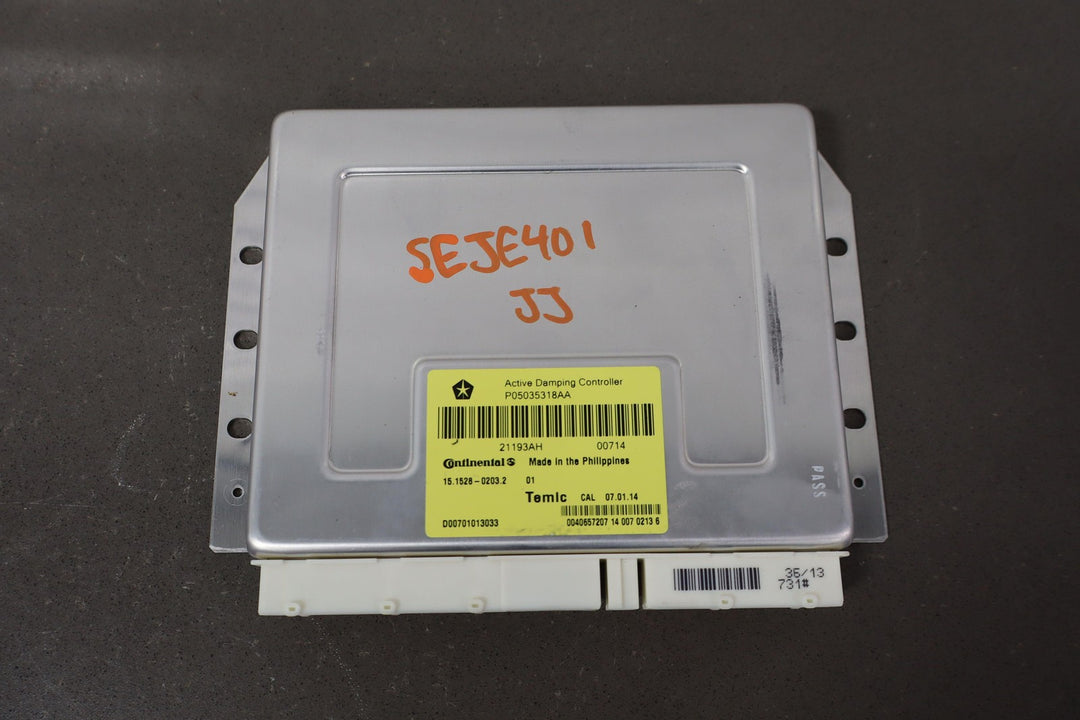 SEJE401
JJ
Active Damping Controller
P05035318AA
21193AH 00714
Continental Made in the Philippines
15.1526-0203.2 01
Temic CAL 07.01.14
D00701013033 0040657207 14 007 0213 6
PASS
36/13
731#